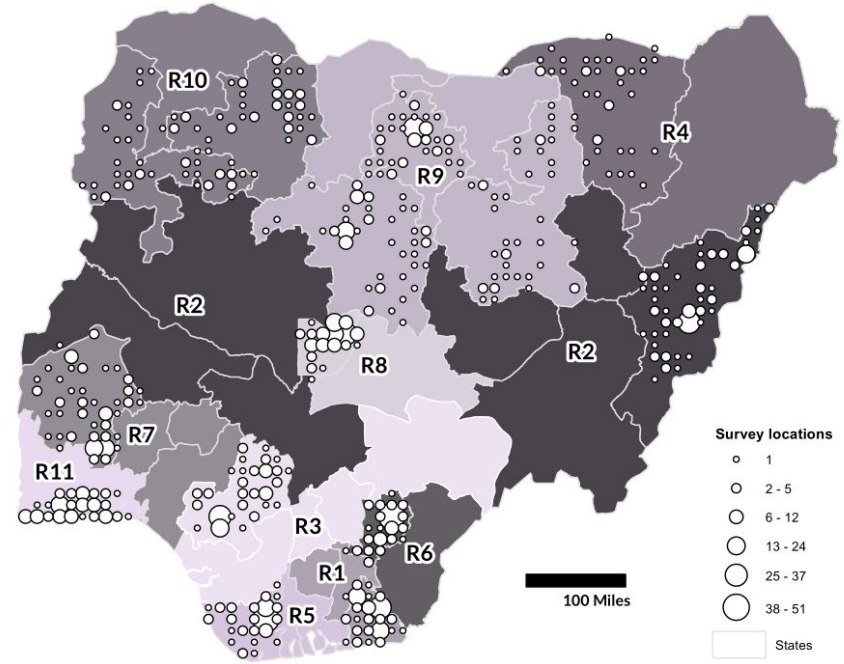 R10
R4
R9
R2
R8
R2
R7
R11
R3
R6
R1
R5
100 Miles
Survey locations
1
2 - 5
6 - 12
13 - 24
25 - 37
38 - 51
States